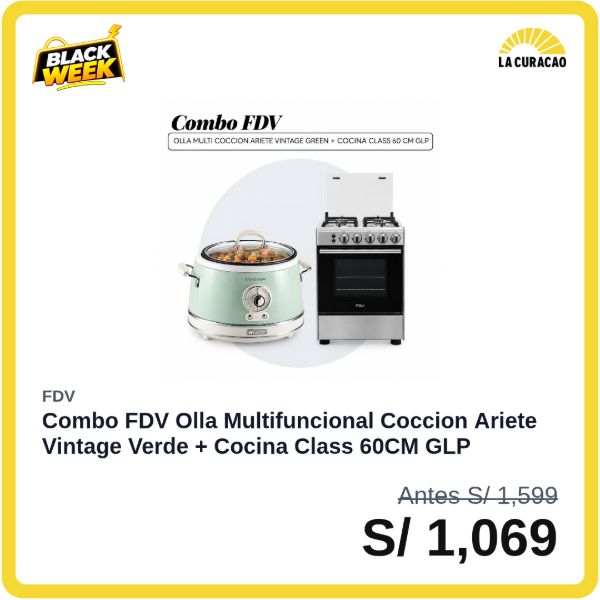 BLACK
WEEK
LA CURACAO
Combo FDV
OLLA MULTI COCCION ARIETE VINTAGE GREEN + COCINA CLASS 60 CM GLP
FDV
FDV
Combo FDV Olla Multifuncional Coccion Ariete
Vintage Verde + Cocina Class 60CM GLP
Antes S/ 1,599
S/ 1,069